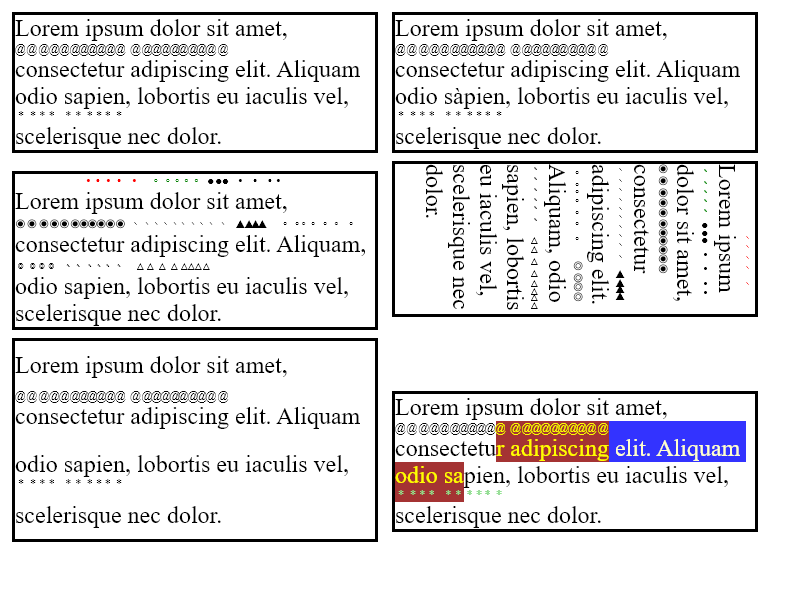 Lorem ipsum dolor sit amet,
@@@@@@@@@@@ @@@@@@@@@@
consectetur adipiscing elit. Aliquam
odio sapien, lobortis eu iaculis vel,
scelerisque nec dolor.
Lorem ipsum dolor sit amet,
@@@@@@@@@@@ @@@@@@@@@@
consectetur adipiscing elit. Aliquam
odio sàpien, lobortis eu iaculis vel,
scelerisque nec dolor.
Lorem ipsum dolor sit amet,
consectetur adipiscing elit. Aliquam,
odio sapien, lobortis eu iaculis vel,
scelerisque nec dolor.
Lorem ipsum
dolor sit amet,
consectetur
adipiscing elit.
Aliquam, odio
sapien, lobortis
eu iaculis vel,
scelerisque nec
dolor.
Lorem ipsum dolor sit amet,
@@@@@@@@@@@ @@@@@@@@@@
consectetur adipiscing elit. Aliquam
odio sapien, lobortis eu iaculis vel,
scelerisque nec dolor.
Lorem ipsum dolor sit amet,
@@@@@@@@@@@ @@@@@@@@@@
consectetur adipiscing elit. Aliquam
odio sapien, lobortis eu iaculis vel,
scelerisque nec dolor.